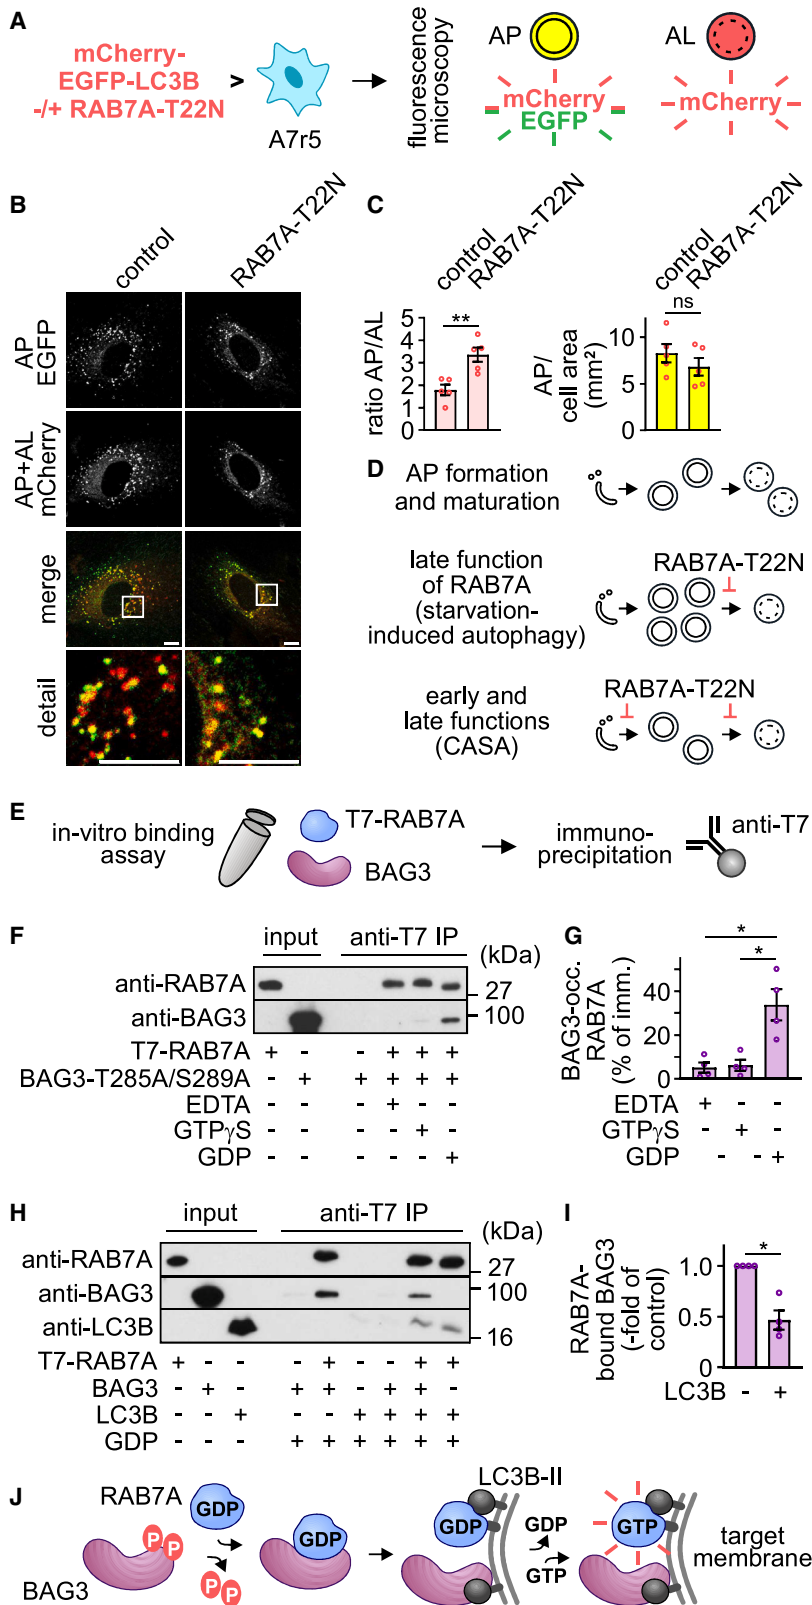 A
mCherry-
EGFP-LC3B
-/+ RAB7A-T22N
>
A7r5
fluorescence
microscopy
AP
mCherry
EGFP
AL
mCherry
B
control
RAB7A-T22N
AP
EGFP
AP+AL
mCherry
merge
detail
C
control
RAB7A-T22N
ratio AP/AL
5
4
3
2
1
**
control
RAB7A-T22N
AP/
cell area
(mm²)
10
5
0
ns
D
AP formation
and maturation
late function
of RAB7A
(starvation-
induced autophagy)
RAB7A-T22N
early and
late functions
(CASA)
RAB7A-T22N
E
in-vitro binding
assay
T7-RAB7A
BAG3
immuno-
precipitation
anti-T7
F
input
anti-T7 IP
(kDa)
anti-RAB7A
27
anti-BAG3
100
T7-RAB7A + - - + + +
BAG3-T285A/S289A - + + + + +
EDTA - - - + - -
GTPγS - - - - + -
GDP - - - - - +
G
BAG3-occ.
RAB7A
(% of imm.)
40
20
0
*
*
EDTA + - -
GTPγS - + -
GDP - - +
H
input
anti-T7 IP
(kDa)
anti-RAB7A
27
anti-BAG3
100
anti-LC3B
16
T7-RAB7A + - - - + - - + +
BAG3 - + - + + - + + -
LC3B - - + - - + + + +
GDP - - - + + + + + +
I
RAB7A-
bound BAG3
(-fold of
control)
1.0
0.5
0
*
LC3B - +
J
RAB7A
GDP
P P
BAG3
P P
GDP
LC3B-II
GDP
GDP
GTP
GTP
target
membrane